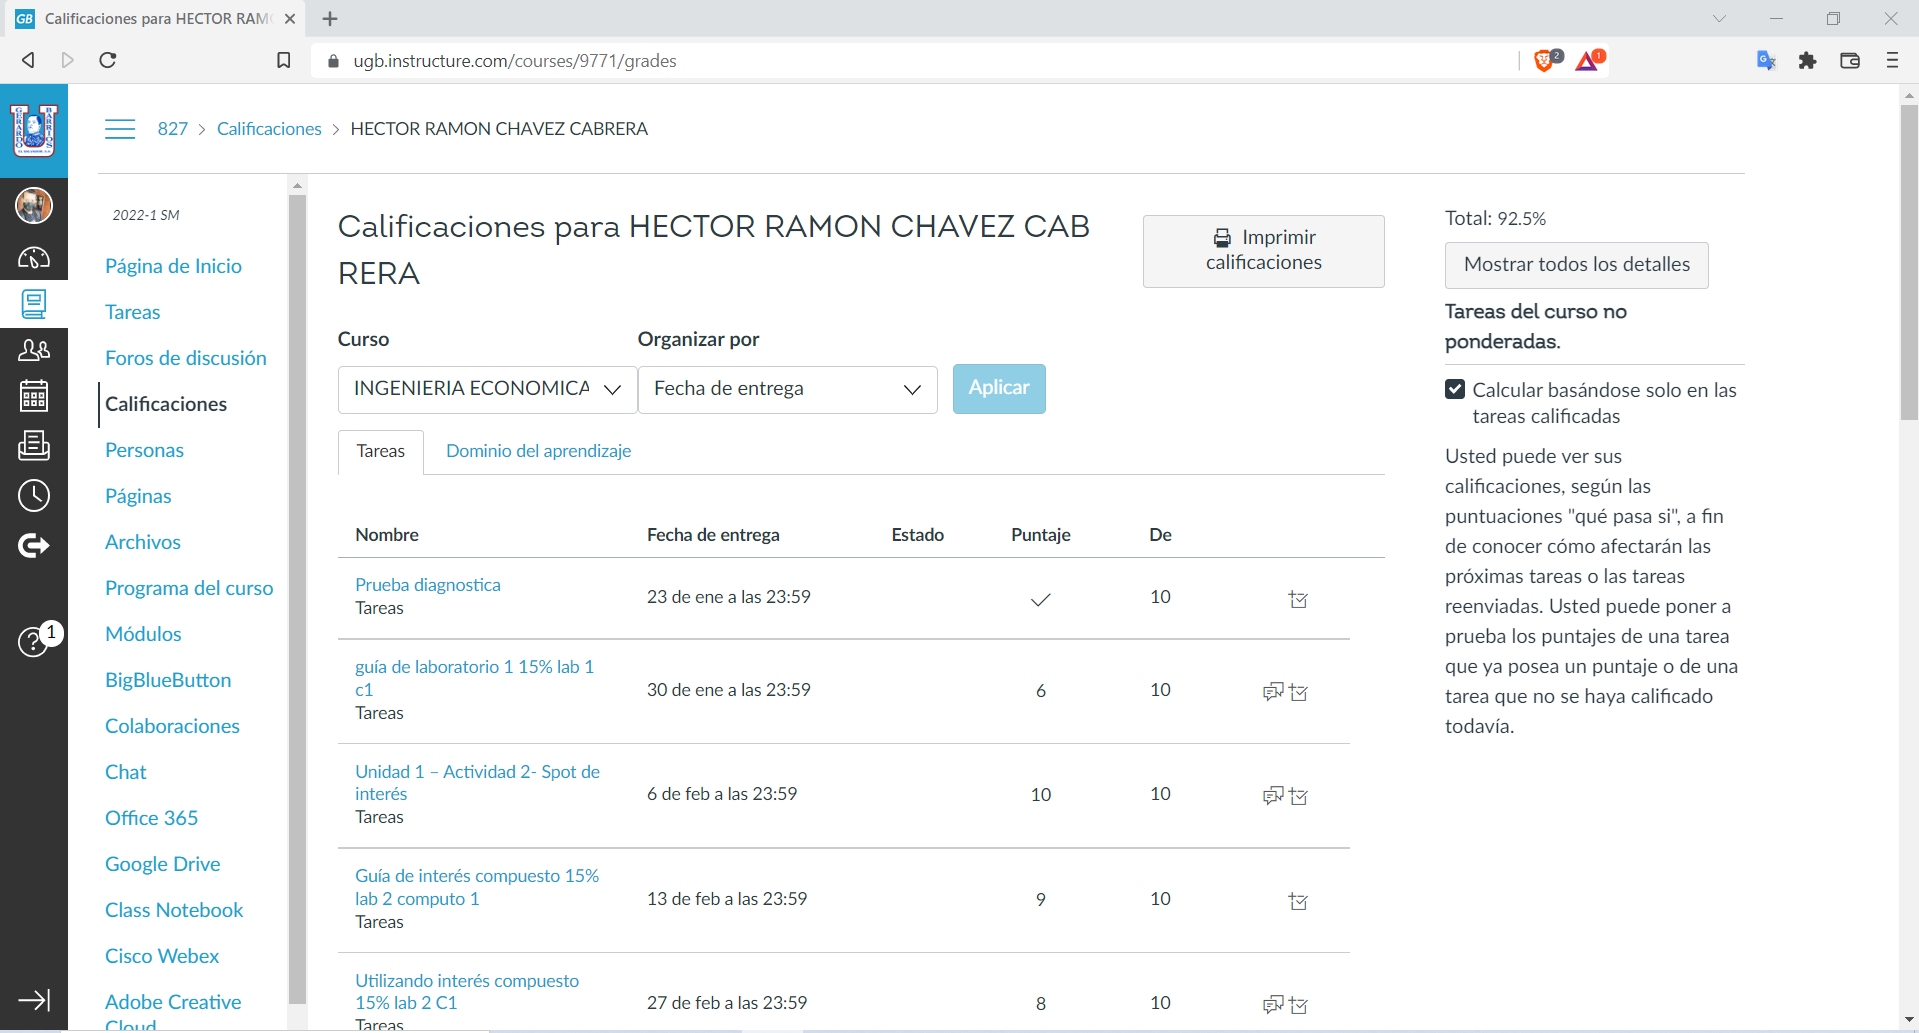 GB Calificaciones para HECTOR RAM
ugb.instructure.com/courses/9771/grades
2
1
GERARDO BARRIOS
827 > Calificaciones > HECTOR RAMON CHAVEZ CABRERA
2022-1 SM
Página de Inicio
Tareas
Foros de discusión
Calificaciones
Personas
Páginas
Archivos
Programa del curso
Módulos
BigBlueButton
Colaboraciones
Chat
Office 365
Google Drive
Class Notebook
Cisco Webex
Adobe Creative
Cloud
1
Calificaciones para HECTOR RAMON CHAVEZ CAB
RERA
Imprimir
calificaciones
Curso
Organizar por
INGENIERIA ECONOMICA
Fecha de entrega
Aplicar
Tareas
Dominio del aprendizaje
Nombre Fecha de entrega Estado Puntaje De
Prueba diagnostica
Tareas
23 de ene a las 23:59 10
guía de laboratorio 1 15% lab 1
c1
Tareas
30 de ene a las 23:59 6 10
Unidad 1 – Actividad 2- Spot de
interés
Tareas
6 de feb a las 23:59 10 10
Guía de interés compuesto 15%
lab 2 computo 1
Tareas
13 de feb a las 23:59 9 10
Utilizando interés compuesto
15% lab 2 C1
Tareas
27 de feb a las 23:59 8 10
Total: 92.5%
Mostrar todos los detalles
Tareas del curso no
ponderadas.
Calcular basándose solo en las
tareas calificadas
Usted puede ver sus
calificaciones, según las
puntuaciones "qué pasa si", a fin
de conocer cómo afectarán las
próximas tareas o las tareas
reenviadas. Usted puede poner a
prueba los puntajes de una tarea
que ya posea un puntaje o de una
tarea que no se haya calificado
todavía.